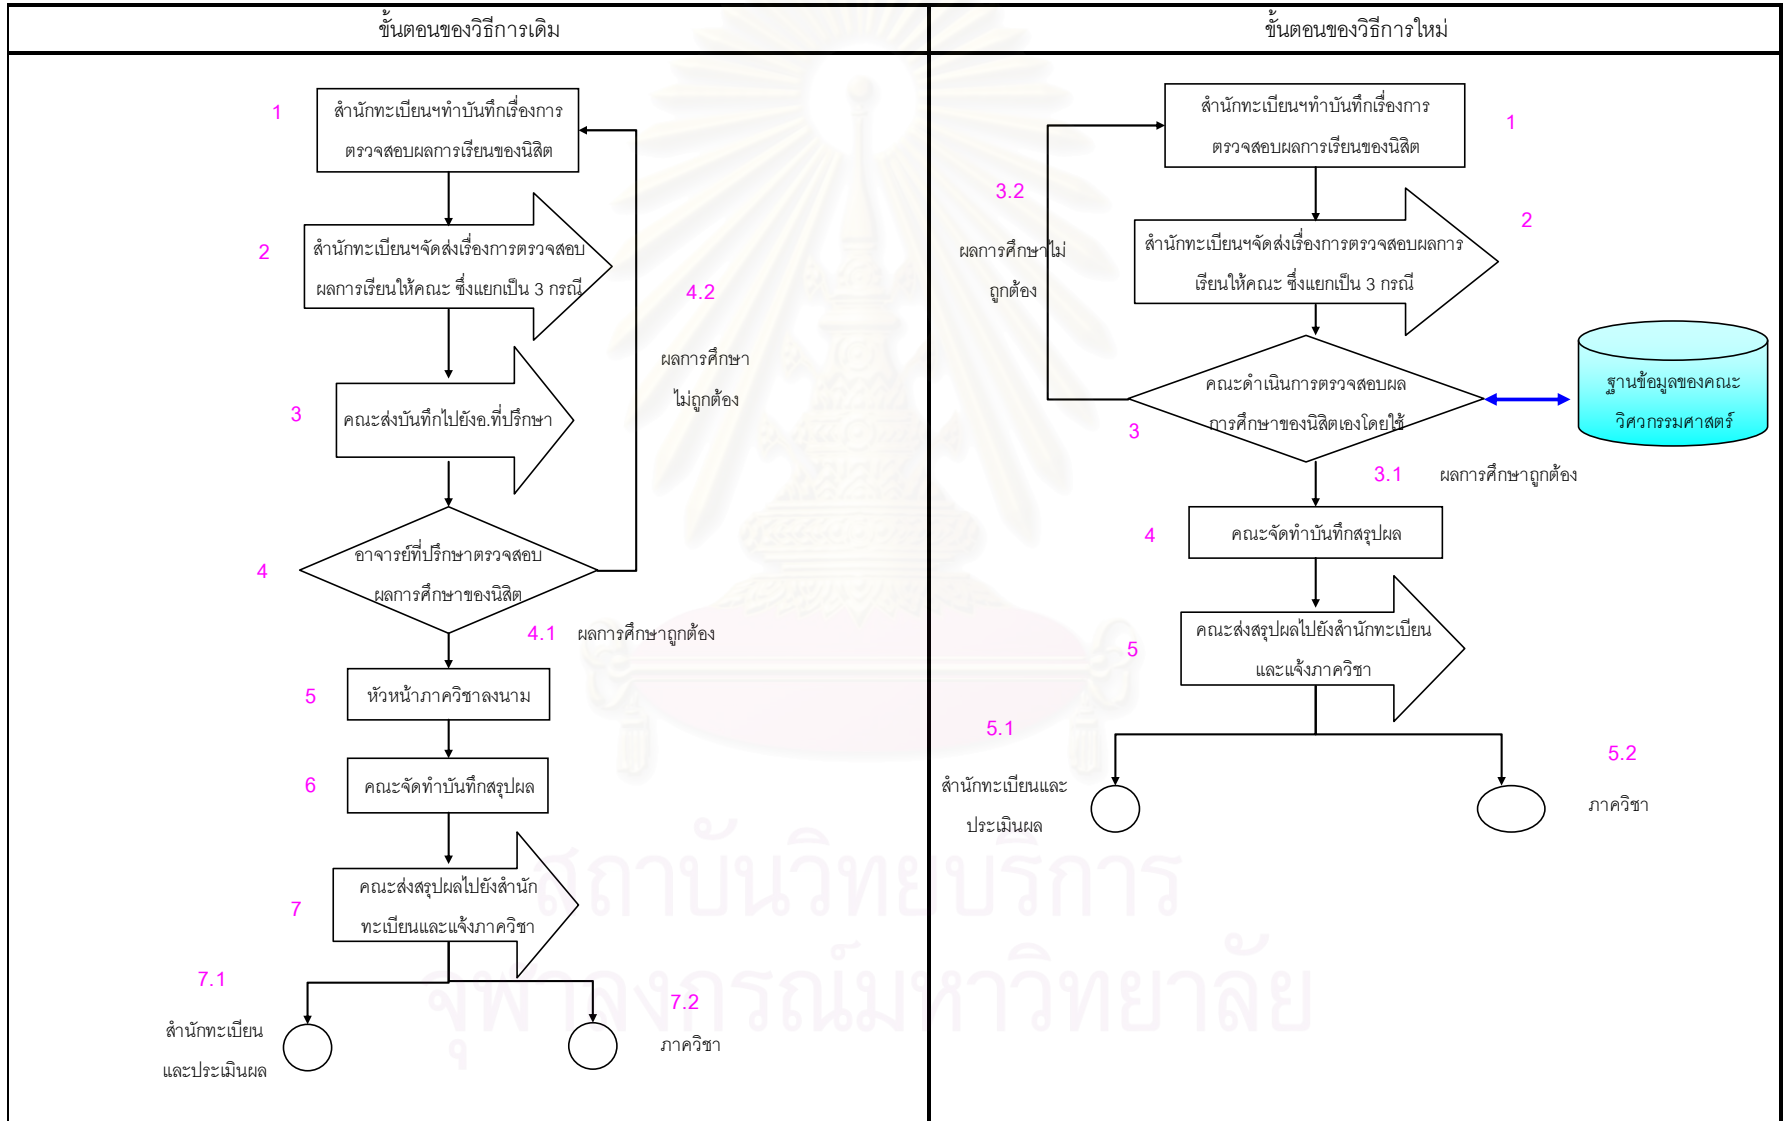 ขั้นตอนของวิธีการเดิม
1
สำนักทะเบียนฯทำบันทึกเรื่องการ
ตรวจสอบผลการเรียนของนิสิต
2
สำนักทะเบียนฯจัดส่งเรื่องการตรวจสอบ
ผลการเรียนให้คณะ ซึ่งแยกเป็น 3 กรณี
4.2
ผลการศึกษา
ไม่ถูกต้อง
3
คณะส่งบันทึกไปยังอ.ที่ปรึกษา
4
อาจารย์ที่ปรึกษาตรวจสอบ
ผลการศึกษาของนิสิต
4.1 ผลการศึกษาถูกต้อง
5
หัวหน้าภาควิชาลงนาม
6
คณะจัดทำบันทึกสรุปผล
7
คณะส่งสรุปผลไปยังสำนัก
ทะเบียนและแจ้งภาควิชา
7.1
สำนักทะเบียน
และประเมินผล
7.2
ภาควิชา
ขั้นตอนของวิธีการใหม่
สำนักทะเบียนฯทำบันทึกเรื่องการ
ตรวจสอบผลการเรียนของนิสิต
1
3.2
ผลการศึกษาไม่
ถูกต้อง
2
สำนักทะเบียนฯจัดส่งเรื่องการตรวจสอบผลการ
เรียนให้คณะ ซึ่งแยกเป็น 3 กรณี
3
คณะดำเนินการตรวจสอบผล
การศึกษาของนิสิตเองโดยใช้
ฐานข้อมูลของคณะ
วิศวกรรมศาสตร์
3.1 ผลการศึกษาถูกต้อง
4
คณะจัดทำบันทึกสรุปผล
5
คณะส่งสรุปผลไปยังสำนักทะเบียน
และแจ้งภาควิชา
5.1
สำนักทะเบียนและ
ประเมินผล
5.2
ภาควิชา
สถาบันวิทยบริการ
จุฬาลงกรณ์มหาวิทยาลัย